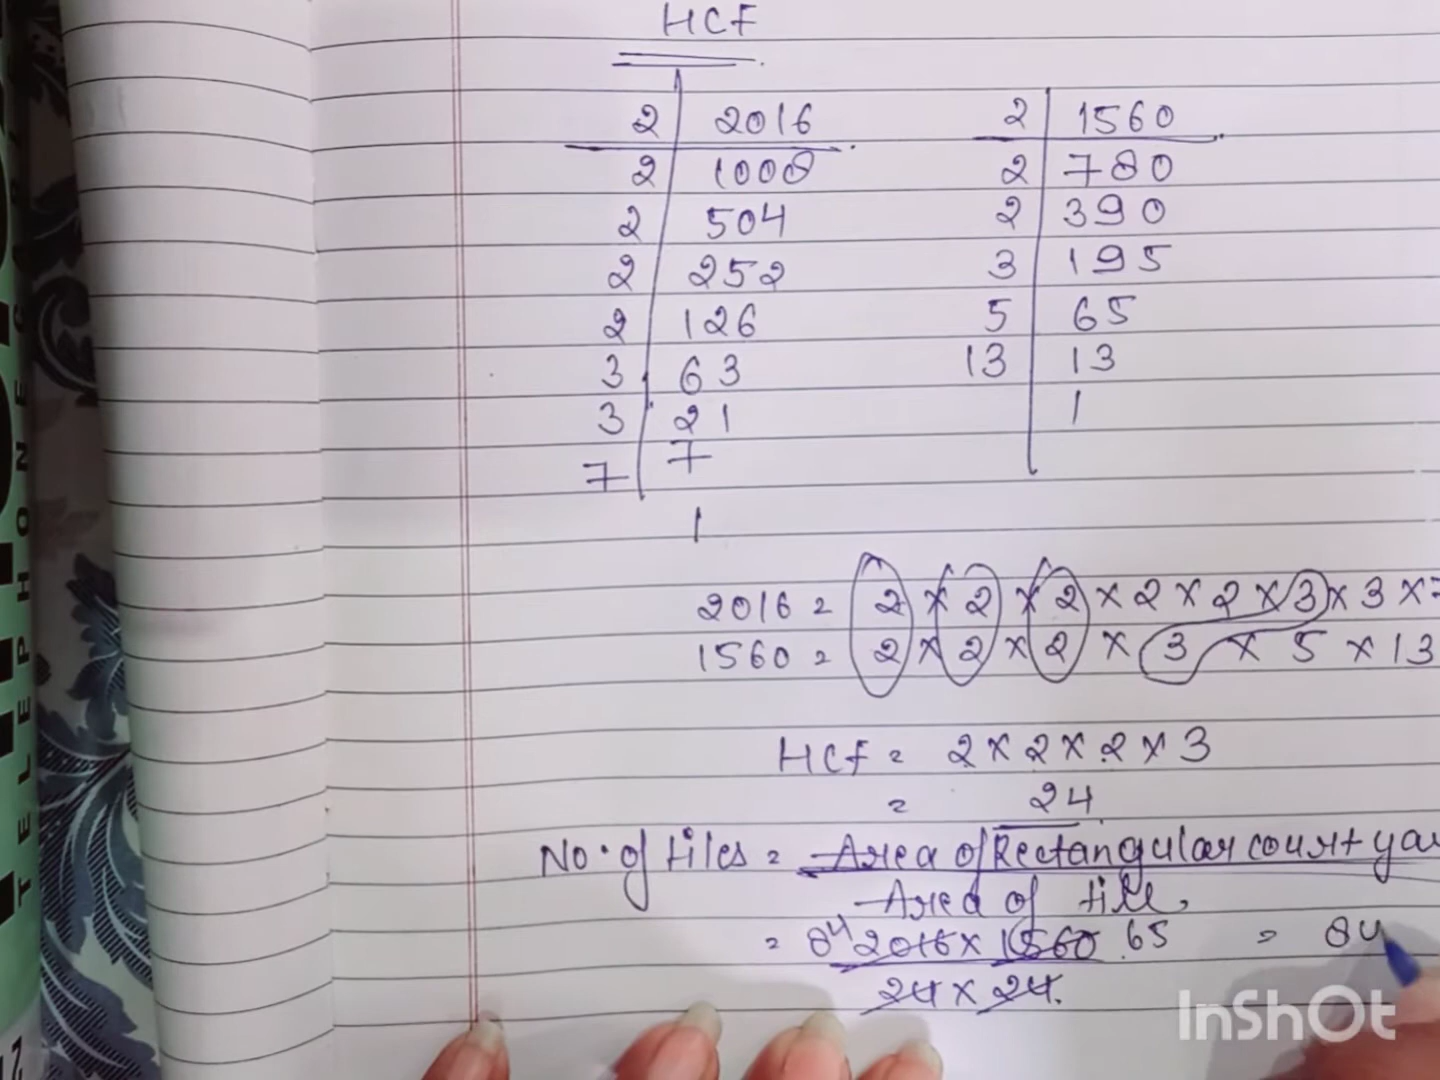 HCF
2 | 2016
2 | 1008
2 | 504
2 | 252
2 | 126
3 | 63
3 | 21
7 | 7
1
2 | 1560
2 | 780
2 | 390
3 | 195
5 | 65
13 | 13
1
2016 = 2 × 2 × 2 × 2 × 2 × 3 × 3 × 7
1560 = 2 × 2 × 2 × 3 × 5 × 13
HCF = 2 × 2 × 2 × 3
= 24
No. of tiles = Area of Rectangular court ya
Area of tile
= 84 2016 × 1560 65 = 84
24 × 24
TELEPHONE
InShOt